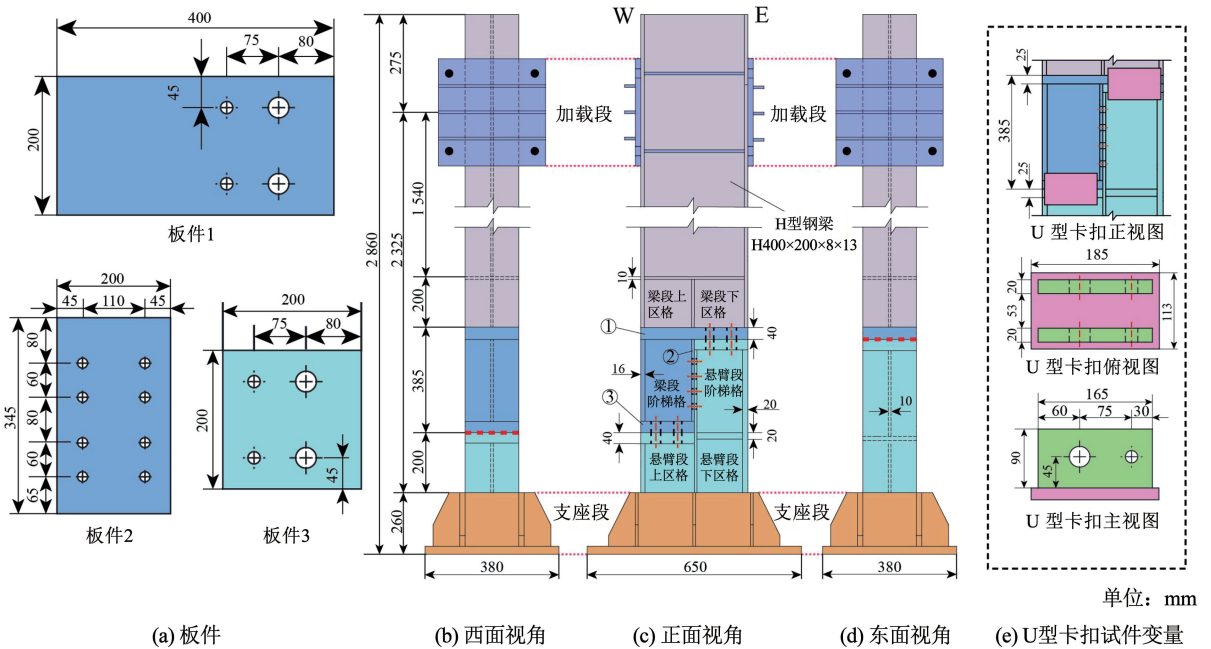 400
75
80
45
200
板件1
200
45
110
45
80
60
80
60
65
345
板件2
200
75
80
200
45
板件3
W
E
275
加载段
加载段
1 540
2 860
2 325
H型钢梁
H400×200×8×13
10
200
梁段上
区格
梁段下
区格
①
40
②
16
385
梁段
阶梯格
悬臂段
阶梯格
③
20
10
40
20
200
悬臂段
上区格
悬臂段
下区格
260
支座段
支座段
380
650
380
25
385
25
U 型卡扣正视图
185
20
53
20
113
U 型卡扣俯视图
165
60
75
30
90
45
U 型卡扣主视图
单位：mm
(a) 板件
(b) 西面视角
(c) 正面视角
(d) 东面视角
(e) U型卡扣试件变量